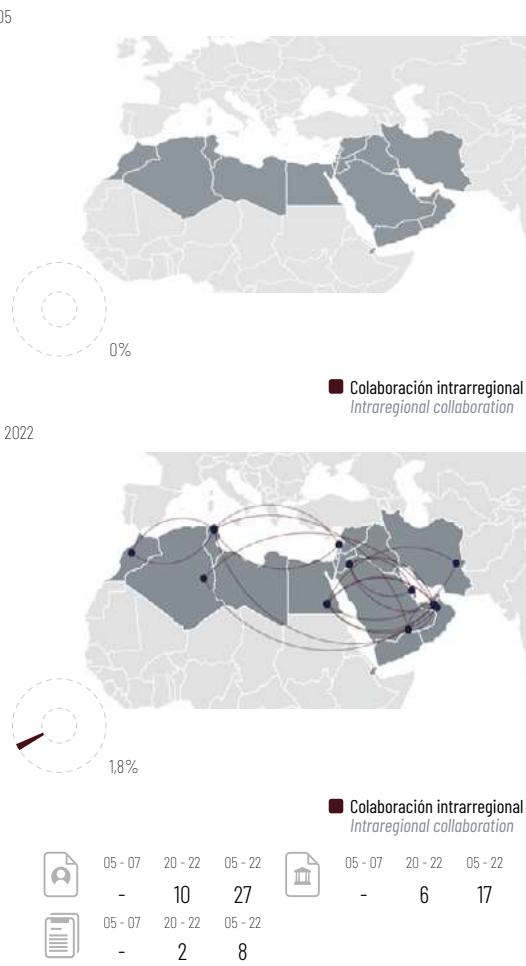 05
0%
Colaboración intrarregional
Intraregional collaboration
2022
1,8%
Colaboración intrarregional
Intraregional collaboration
05 - 07 20 - 22 05 - 22 05 - 07 20 - 22 05 - 22
- 10 27 - 6 17
05 - 07 20 - 22 05 - 22
- 2 8